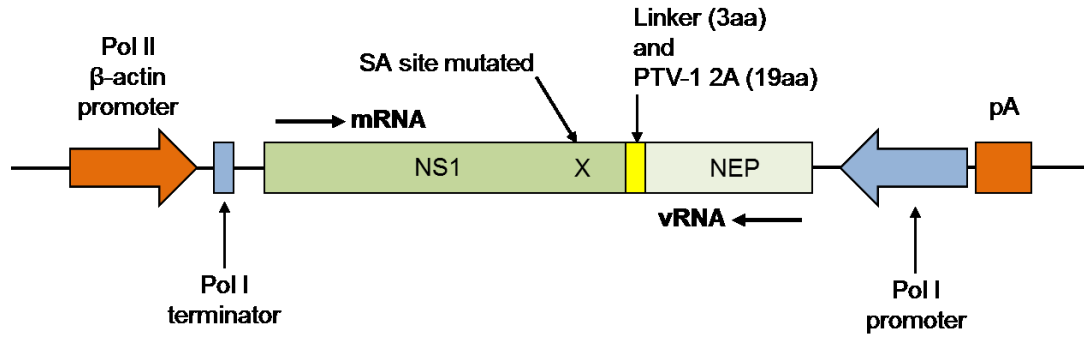 Pol II
β-actin
promoter
SA site mutated
Linker (3aa)
and
PTV-1 2A (19aa)
pA
mRNA
NS1
X
NEP
vRNA
Pol I
terminator
Pol I
promoter